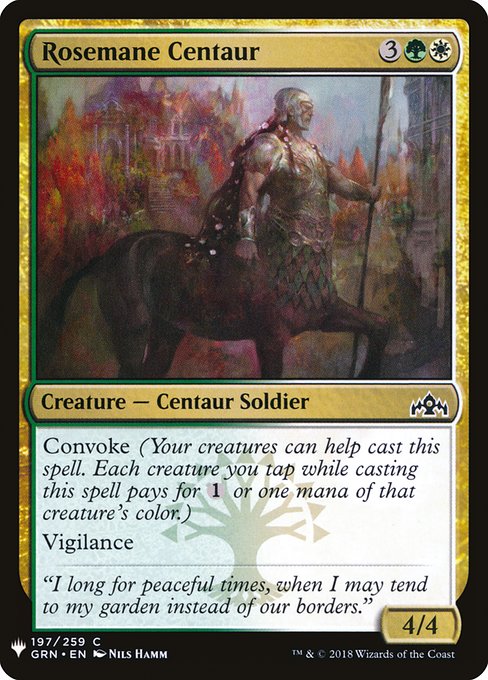 Rosemane Centaur 3
Creature — Centaur Soldier
Convoke (Your creatures can help cast this
spell. Each creature you tap while casting
this spell pays for 1 or one mana of that
creature's color.)
Vigilance
“I long for peaceful times, when I may tend
to my garden instead of our borders.”
4/4
197/259 C
GRN • EN Nils Hamm
™ & © 2018 Wizards of the Coast